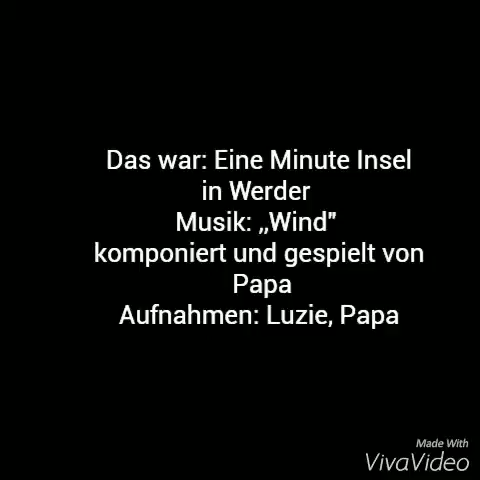 Das war: Eine Minute Insel
in Werder
Musik: ,,Wind"
komponiert und gespielt von
Papa
Aufnahmen: Luzie, Papa
Made With
VivaVideo